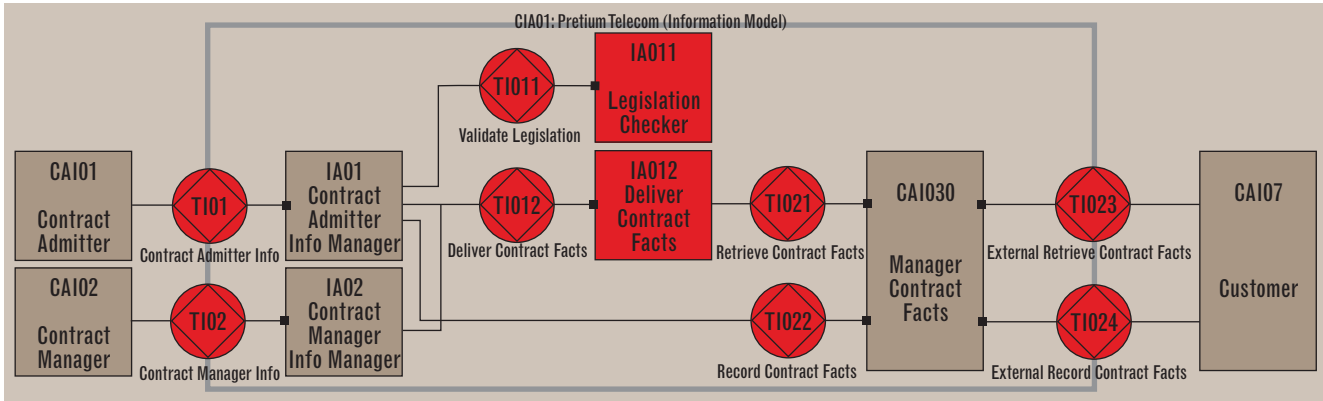 CIA01: Pretium Telecom (Information Model)
TI011
Validate Legislation
IA011
Legislation
Checker
CAI01
Contract
Admitter
TI01
Contract Admitter Info
IA01
Contract
Admitter
Info Manager
TI012
Deliver Contract Facts
IA012
Deliver
Contract
Facts
TI021
Retrieve Contract Facts
CAI030
Manager
Contract
Facts
TI023
External Retrieve Contract Facts
CAI07
Customer
CAI02
Contract
Manager
TI02
Contract Manager Info
IA02
Contract
Manager
Info Manager
TI022
Record Contract Facts
TI024
External Record Contract Facts